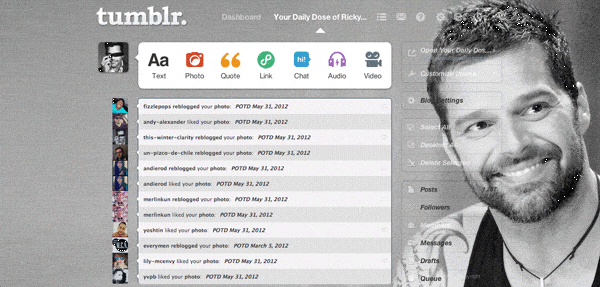 tumblr.
Dashboard
Your Daily Dose of Ricky...
Aa
Text
Photo
Quote
Link
hi!
Chat
Audio
Video
fizzlepops reblogged your photo: POTD May 31, 2012
andy-alexander liked your photo: POTD May 31, 2012
this-winter-clarity reblogged your photo: POTD May 31, 2012
un-pizco-de-chile reblogged your photo: POTD May 31, 2012
andierod reblogged your photo: POTD May 31, 2012
andierod liked your photo: POTD May 31, 2012
merlinkun reblogged your photo: POTD May 31, 2012
merlinkun liked your photo: POTD May 31, 2012
yoshtin liked your photo: POTD May 31, 2012
everymen reblogged your photo: POTD March 5, 2012
lily-mcenvy liked your photo: POTD May 31, 2012
yvpb liked your photo: POTD May 31, 2012
Open Your Daily Dos...
Customize
Blog Settings
Select All
Deselect All
Delete Selected
Posts
Followers
Messages
Drafts
Queue